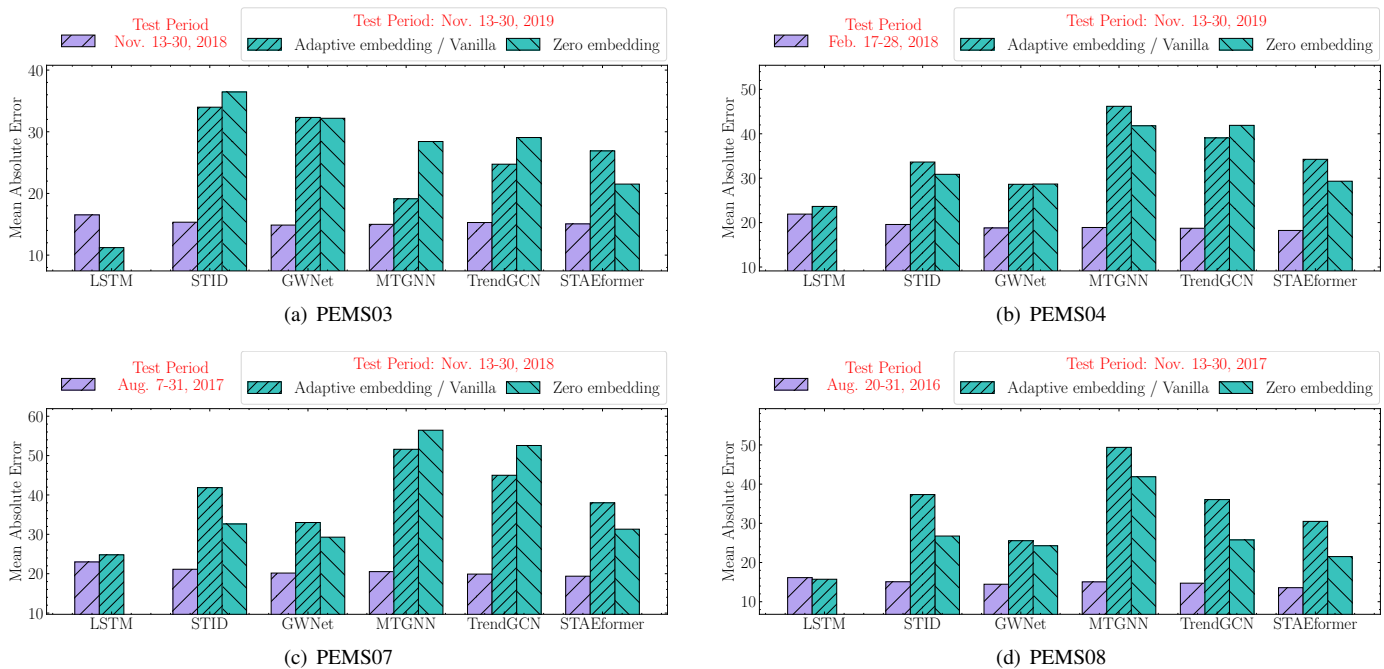 Test Period
Nov. 13-30, 2018
Test Period: Nov. 13-30, 2019
Adaptive embedding / Vanilla
Zero embedding
Mean Absolute Error
40
30
20
10
LSTM STID GWNet MTGNN TrendGCN STAEformer
(a) PEMS03
Test Period
Feb. 17-28, 2018
Test Period: Nov. 13-30, 2019
Adaptive embedding / Vanilla
Zero embedding
Mean Absolute Error
50
40
30
20
10
LSTM STID GWNet MTGNN TrendGCN STAEformer
(b) PEMS04
Test Period
Aug. 7-31, 2017
Test Period: Nov. 13-30, 2018
Adaptive embedding / Vanilla
Zero embedding
Mean Absolute Error
60
50
40
30
20
10
LSTM STID GWNet MTGNN TrendGCN STAEformer
(c) PEMS07
Test Period
Aug. 20-31, 2016
Test Period: Nov. 13-30, 2017
Adaptive embedding / Vanilla
Zero embedding
Mean Absolute Error
50
40
30
20
10
LSTM STID GWNet MTGNN TrendGCN STAEformer
(d) PEMS08